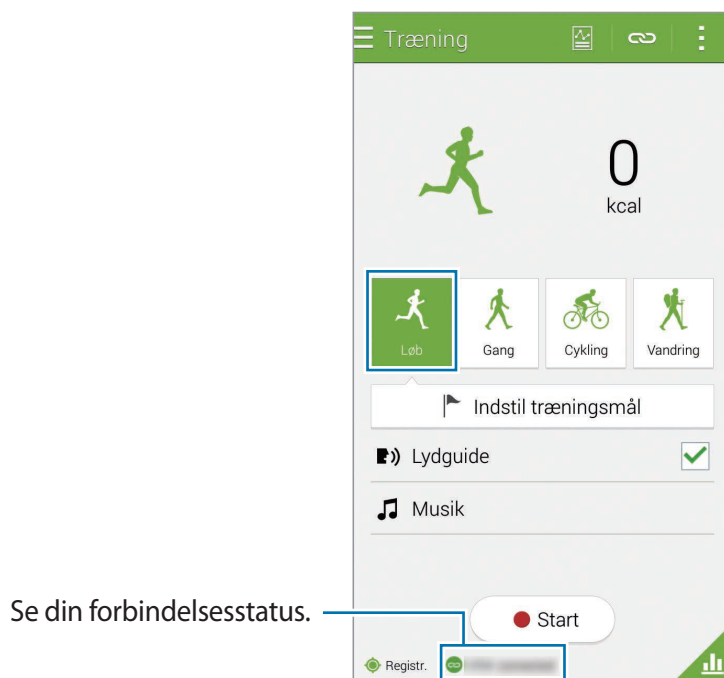 Træning
0
kcal
Løb
Gang
Cykling
Vandring
Indstil træningsmål
Lydguide
Musik
Se din forbindelsesstatus.
Start
Registr.